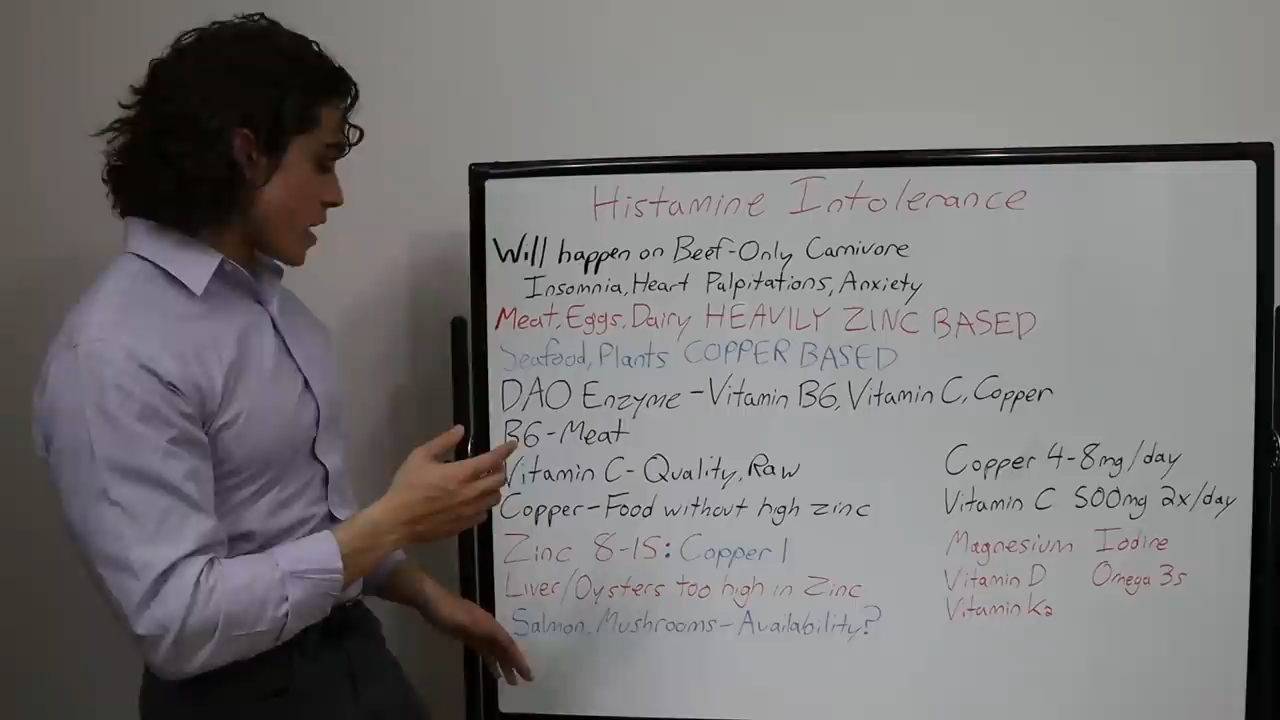 Histamine Intolerance
Will happen on Beef-Only Carnivore
Insomnia, Heart Palpitations, Anxiety
Meat, Eggs, Dairy HEAVILY ZINC BASED
Seafood, Plants COPPER BASED
DAO Enzyme - Vitamin B6, Vitamin C, Copper
B6 - Meat
Vitamin C - Quality, Raw
Copper - Food without high zinc
Zinc 8-15: Copper 1
Liver/Oysters too high in Zinc
Salmon, Mushrooms - Availability?
Copper 4-8mg/day
Vitamin C 500mg 2x/day
Magnesium Iodine
Vitamin D Omega 3s
Vitamin K2